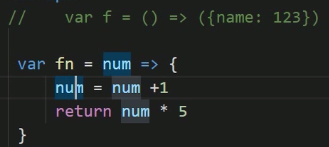 //    var f = () => ({name: 123})
var fn = num => {
    num = num +1
    return num * 5
}